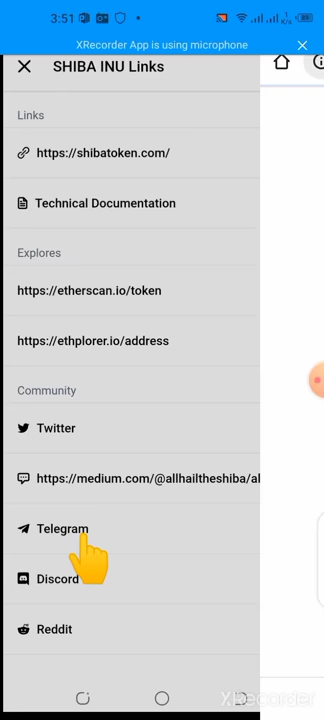 3:51
XRecorder App is using microphone
SHIBA INU Links
Links
https://shibatoken.com/
Technical Documentation
Explores
https://etherscan.io/token
https://ethplorer.io/address
Community
Twitter
https://medium.com/@allhailtheshiba/al
Telegram
Discord
Reddit
XRecorder